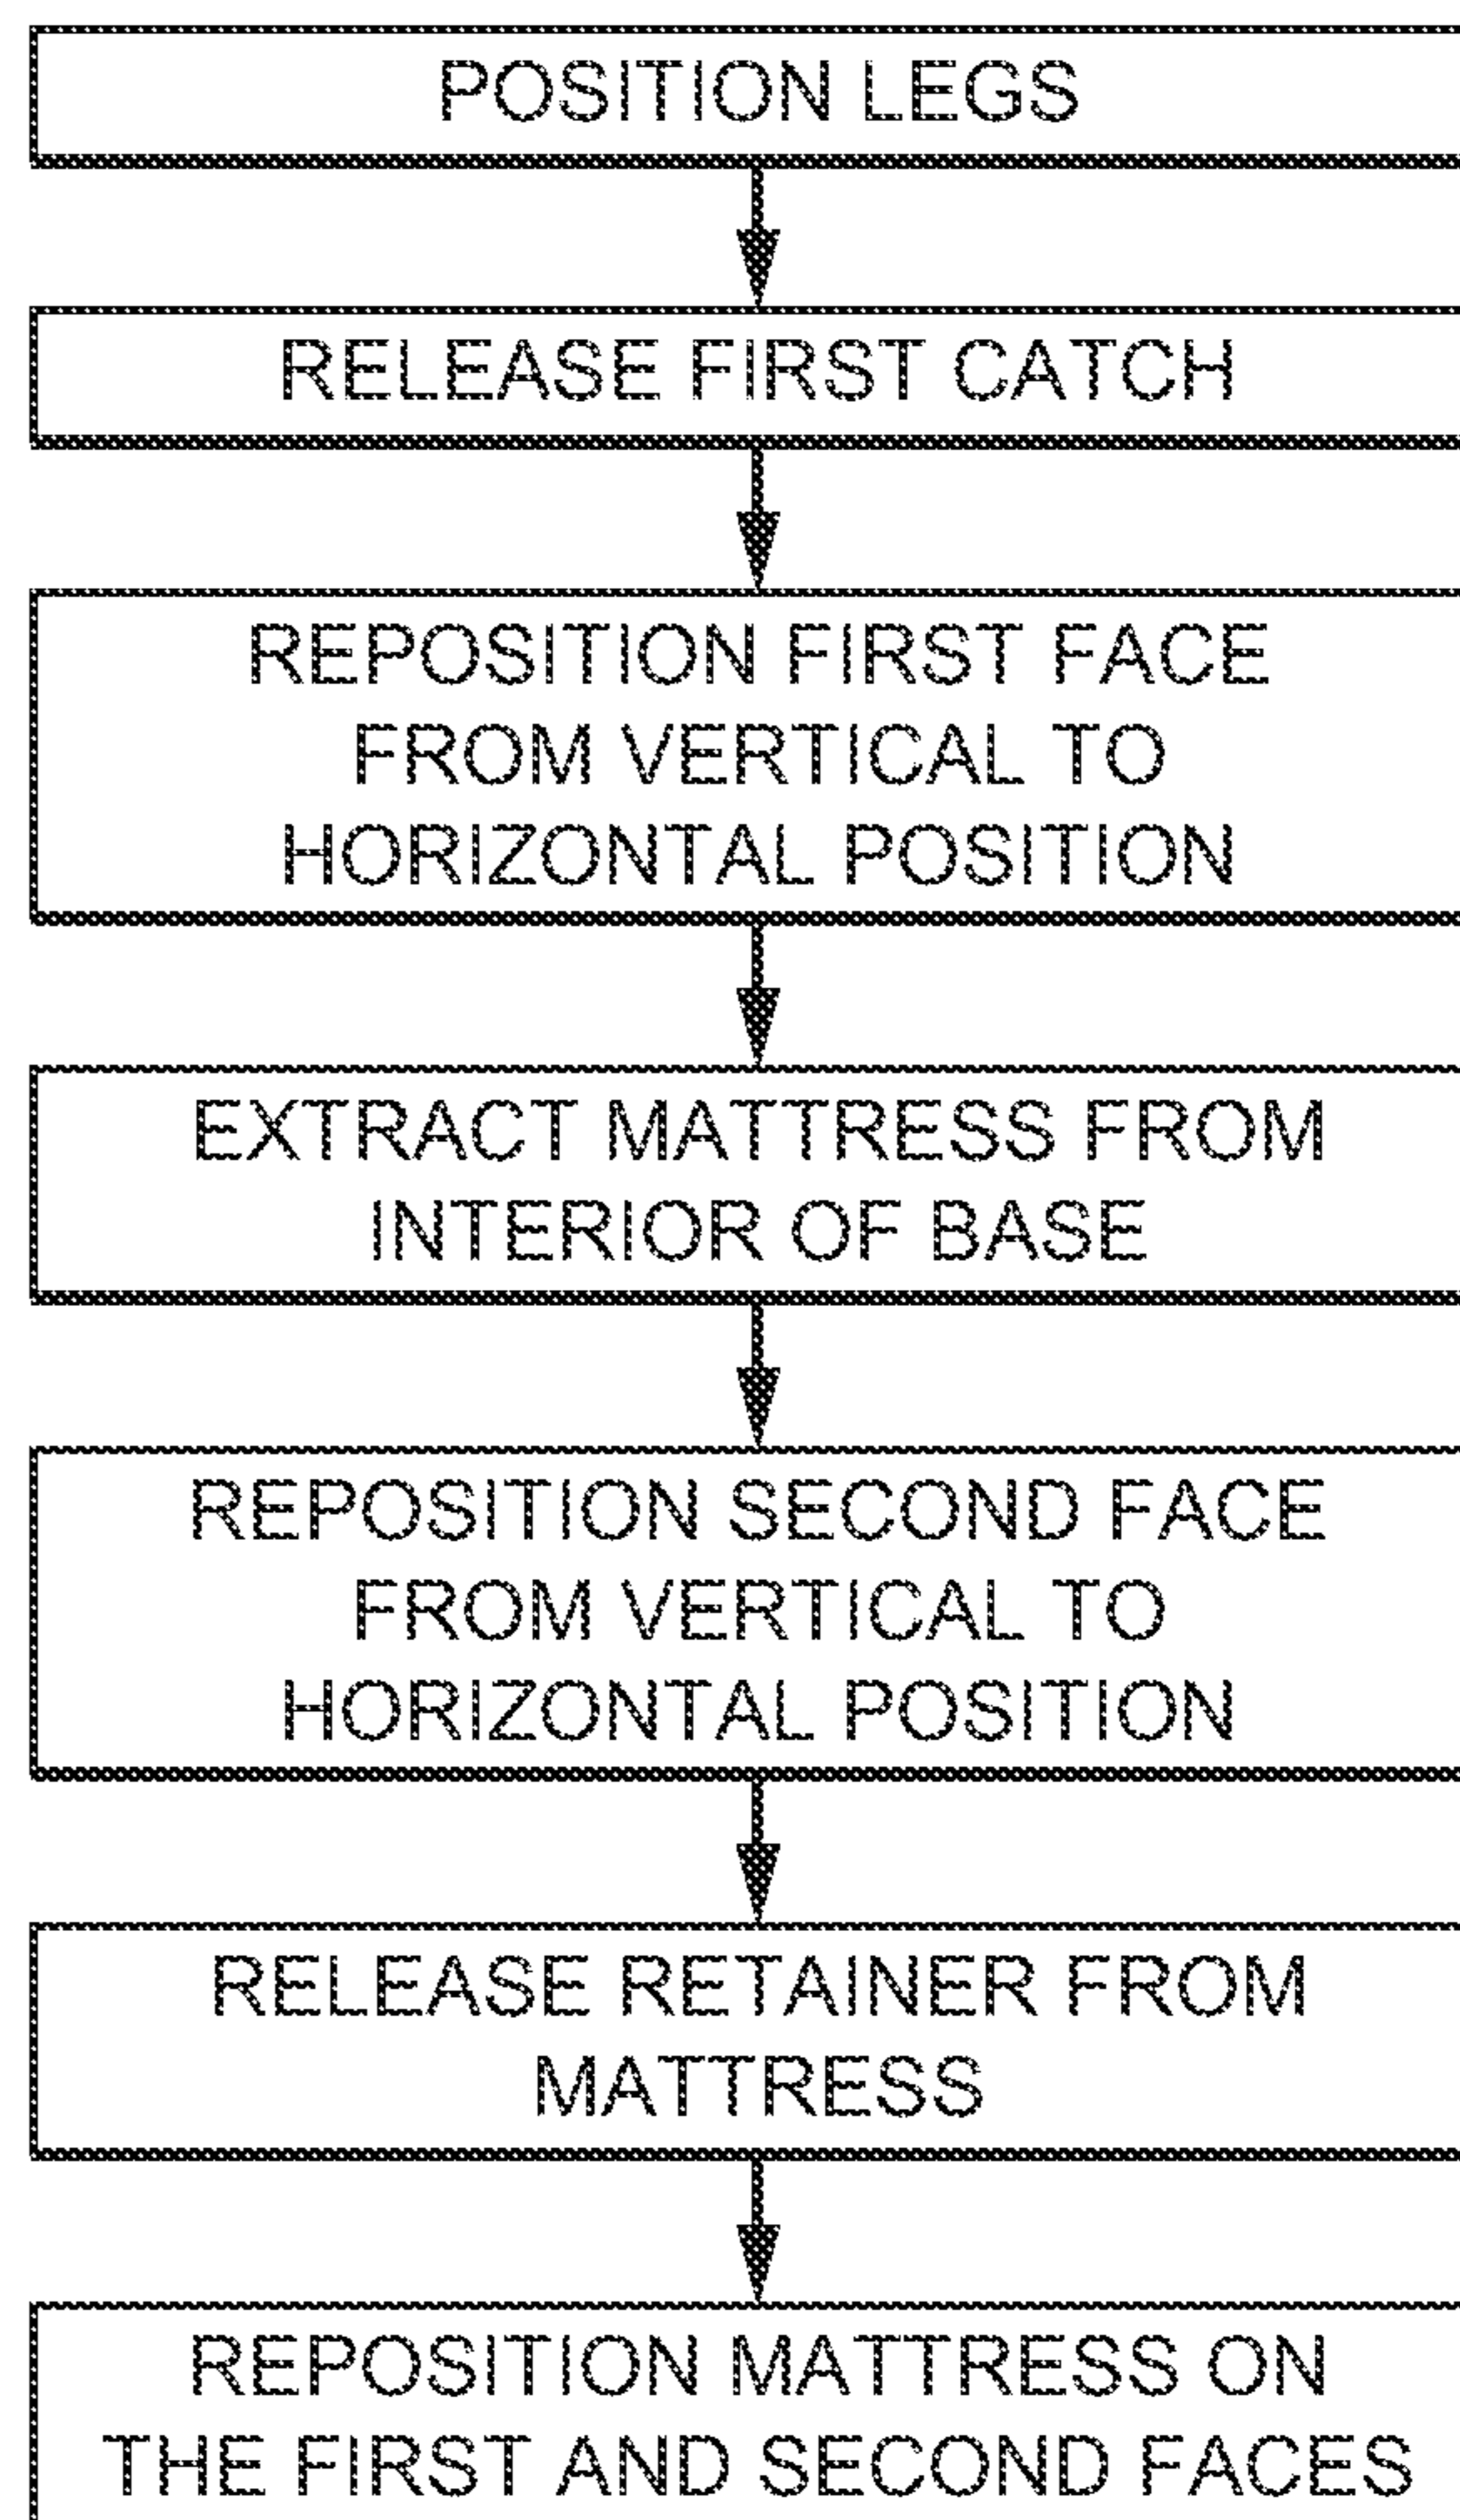 POSITION LEGS
RELEASE FIRST CATCH
REPOSITION FIRST FACE
FROM VERTICAL TO
HORIZONTAL POSITION
EXTRACT MATTRESS FROM
INTERIOR OF BASE
REPOSITION SECOND FACE
FROM VERTICAL TO
HORIZONTAL POSITION
RELEASE RETAINER FROM
MATTRESS
REPOSITION MATTRESS ON
THE FIRST AND SECOND FACES